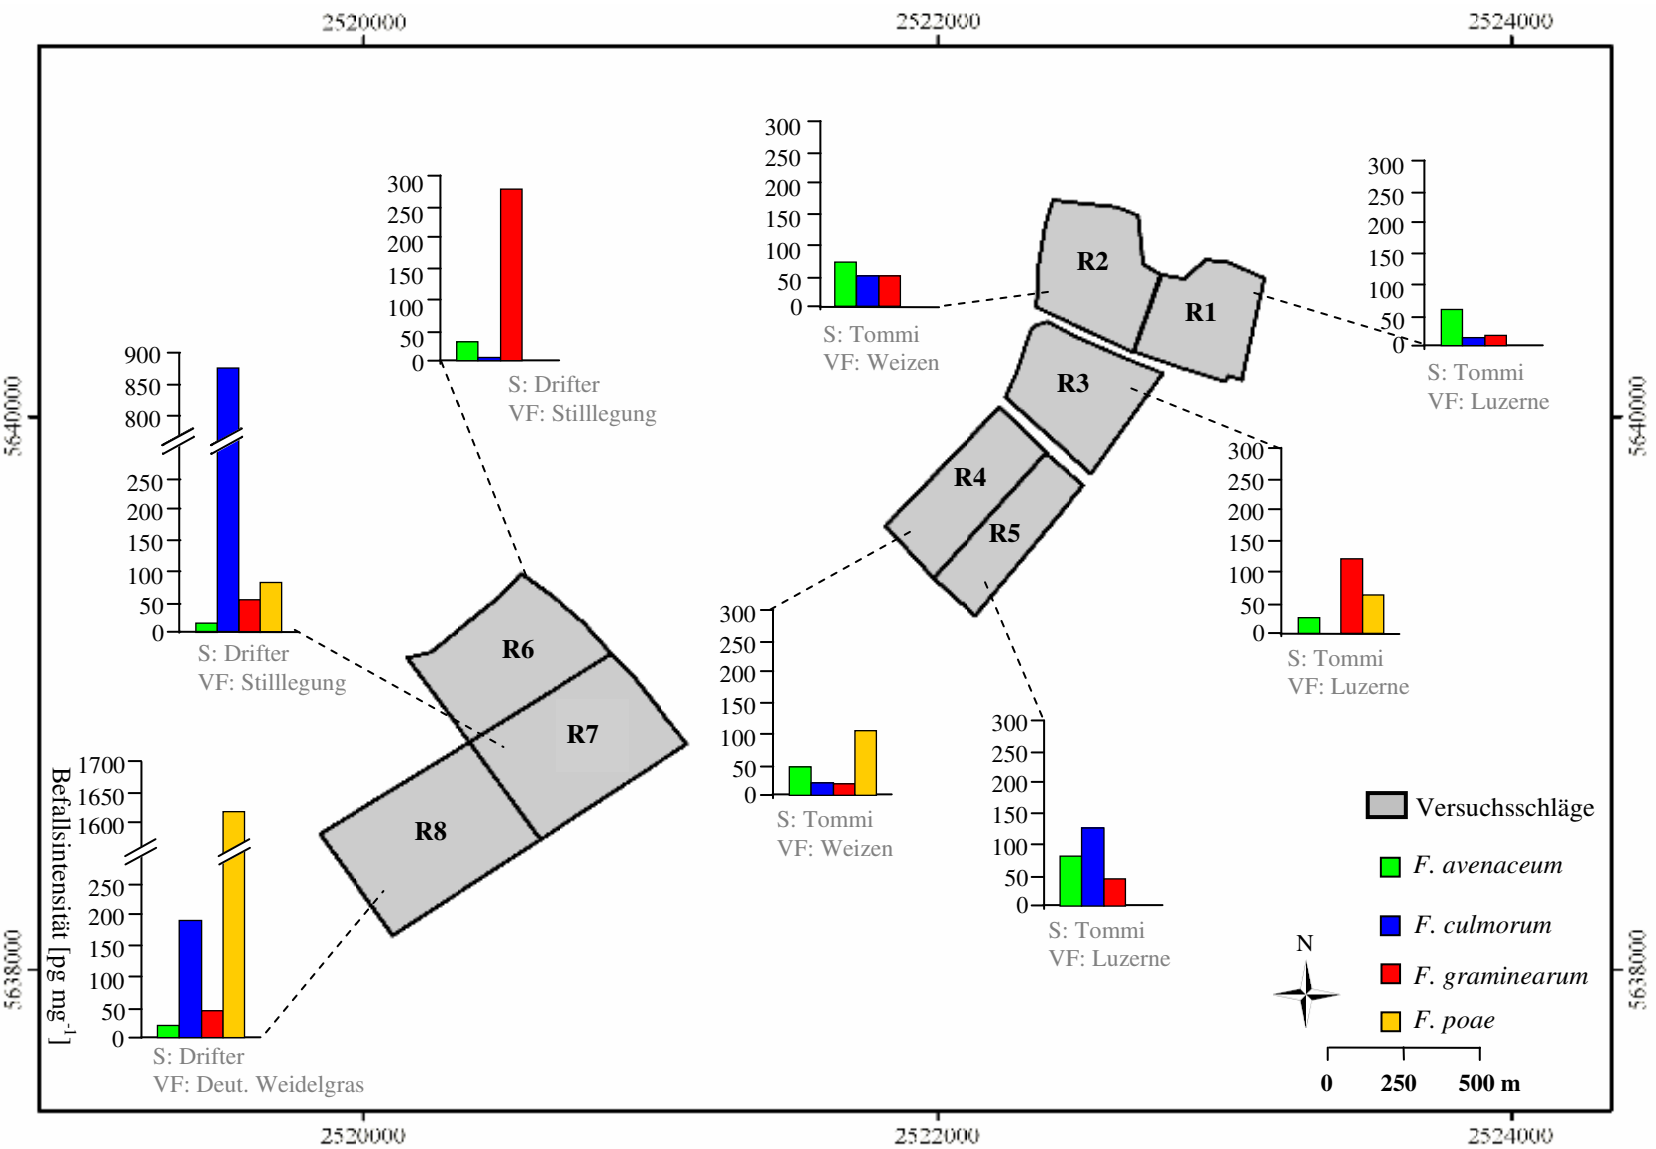 2520000
2522000
2524000
5640000
5638000
5640000
5638000
2520000
2522000
2524000
300
250
200
150
100
50
0
S: Drifter
VF: Stilllegung
300
250
200
150
100
50
0
S: Tommi
VF: Weizen
300
250
200
150
100
50
0
S: Tommi
VF: Luzerne
900
850
800
250
200
150
100
50
0
S: Drifter
VF: Stilllegung
300
250
200
150
100
50
0
S: Tommi
VF: Luzerne
300
250
200
150
100
50
0
S: Tommi
VF: Weizen
300
250
200
150
100
50
0
S: Tommi
VF: Luzerne
Befallsintensität [pg mg⁻¹]
1700
1650
1600
250
200
150
100
50
0
S: Drifter
VF: Deut. Weidelgras
R2
R1
R3
R4
R5
R6
R7
R8
Versuchsschläge
F. avenaceum
F. culmorum
F. graminearum
F. poae
N
0 250 500 m